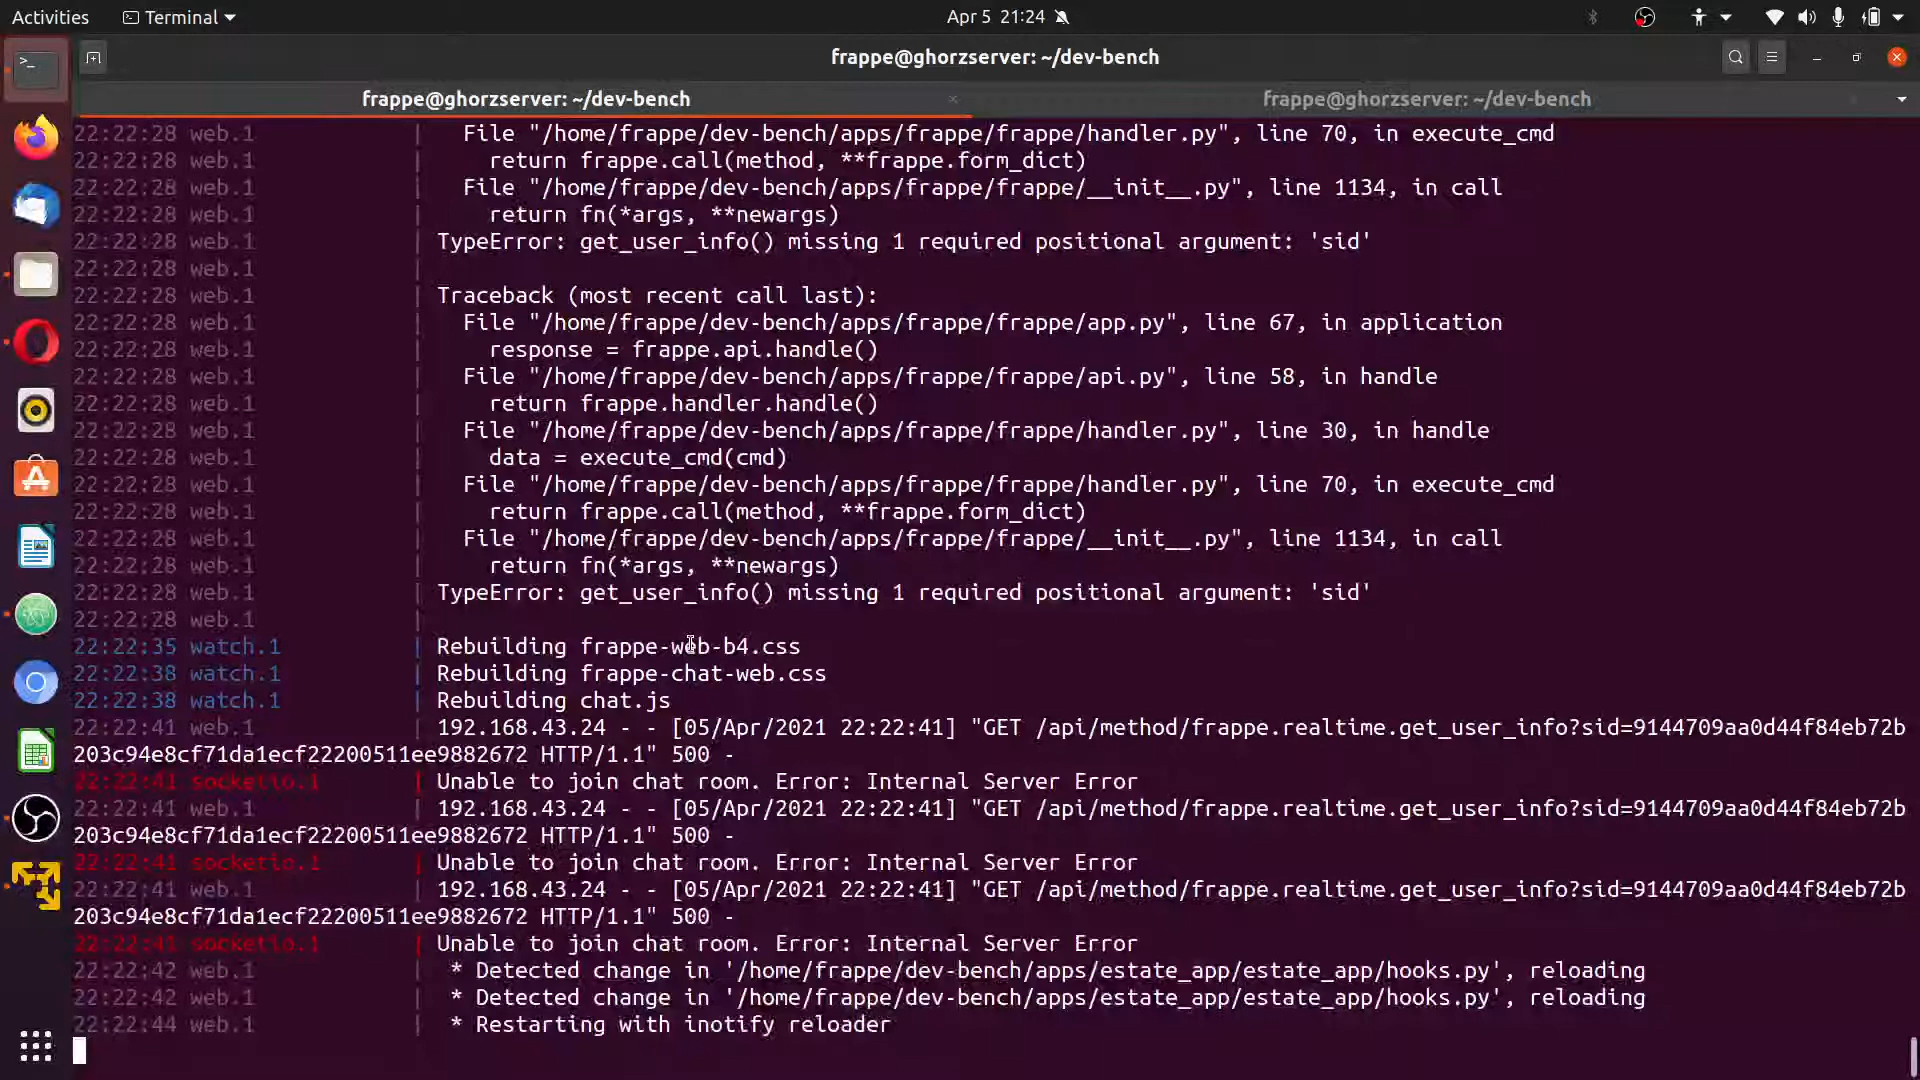 Activities Terminal Apr 5 21:24
frappe@ghorzserver: ~/dev-bench
frappe@ghorzserver: ~/dev-bench frappe@ghorzserver: ~/dev-bench
22:22:28 web.1 | File "/home/frappe/dev-bench/apps/frappe/frappe/handler.py", line 70, in execute_cmd
22:22:28 web.1 | return frappe.call(method, **frappe.form_dict)
22:22:28 web.1 | File "/home/frappe/dev-bench/apps/frappe/frappe/__init__.py", line 1134, in call
22:22:28 web.1 | return fn(*args, **newargs)
22:22:28 web.1 | TypeError: get_user_info() missing 1 required positional argument: 'sid'
22:22:28 web.1 |
22:22:28 web.1 | Traceback (most recent call last):
22:22:28 web.1 | File "/home/frappe/dev-bench/apps/frappe/frappe/app.py", line 67, in application
22:22:28 web.1 | response = frappe.api.handle()
22:22:28 web.1 | File "/home/frappe/dev-bench/apps/frappe/frappe/api.py", line 58, in handle
22:22:28 web.1 | return frappe.handler.handle()
22:22:28 web.1 | File "/home/frappe/dev-bench/apps/frappe/frappe/handler.py", line 30, in handle
22:22:28 web.1 | data = execute_cmd(cmd)
22:22:28 web.1 | File "/home/frappe/dev-bench/apps/frappe/frappe/handler.py", line 70, in execute_cmd
22:22:28 web.1 | return frappe.call(method, **frappe.form_dict)
22:22:28 web.1 | File "/home/frappe/dev-bench/apps/frappe/frappe/__init__.py", line 1134, in call
22:22:28 web.1 | return fn(*args, **newargs)
22:22:28 web.1 | TypeError: get_user_info() missing 1 required positional argument: 'sid'
22:22:28 web.1 |
22:22:35 watch.1 | Rebuilding frappe-web-b4.css
22:22:38 watch.1 | Rebuilding frappe-chat-web.css
22:22:38 watch.1 | Rebuilding chat.js
22:22:41 web.1 | 192.168.43.24 - - [05/Apr/2021 22:22:41] "GET /api/method/frappe.realtime.get_user_info?sid=9144709aa0d44f84eb72b
203c94e8cf71da1ecf22200511ee9882672 HTTP/1.1" 500 -
22:22:41 socketio.1 | Unable to join chat room. Error: Internal Server Error
22:22:41 web.1 | 192.168.43.24 - - [05/Apr/2021 22:22:41] "GET /api/method/frappe.realtime.get_user_info?sid=9144709aa0d44f84eb72b
203c94e8cf71da1ecf22200511ee9882672 HTTP/1.1" 500 -
22:22:41 socketio.1 | Unable to join chat room. Error: Internal Server Error
22:22:41 web.1 | 192.168.43.24 - - [05/Apr/2021 22:22:41] "GET /api/method/frappe.realtime.get_user_info?sid=9144709aa0d44f84eb72b
203c94e8cf71da1ecf22200511ee9882672 HTTP/1.1" 500 -
22:22:41 socketio.1 | Unable to join chat room. Error: Internal Server Error
22:22:42 web.1 | * Detected change in '/home/frappe/dev-bench/apps/estate_app/estate_app/hooks.py', reloading
22:22:42 web.1 | * Detected change in '/home/frappe/dev-bench/apps/estate_app/estate_app/hooks.py', reloading
22:22:44 web.1 | * Restarting with inotify reloader